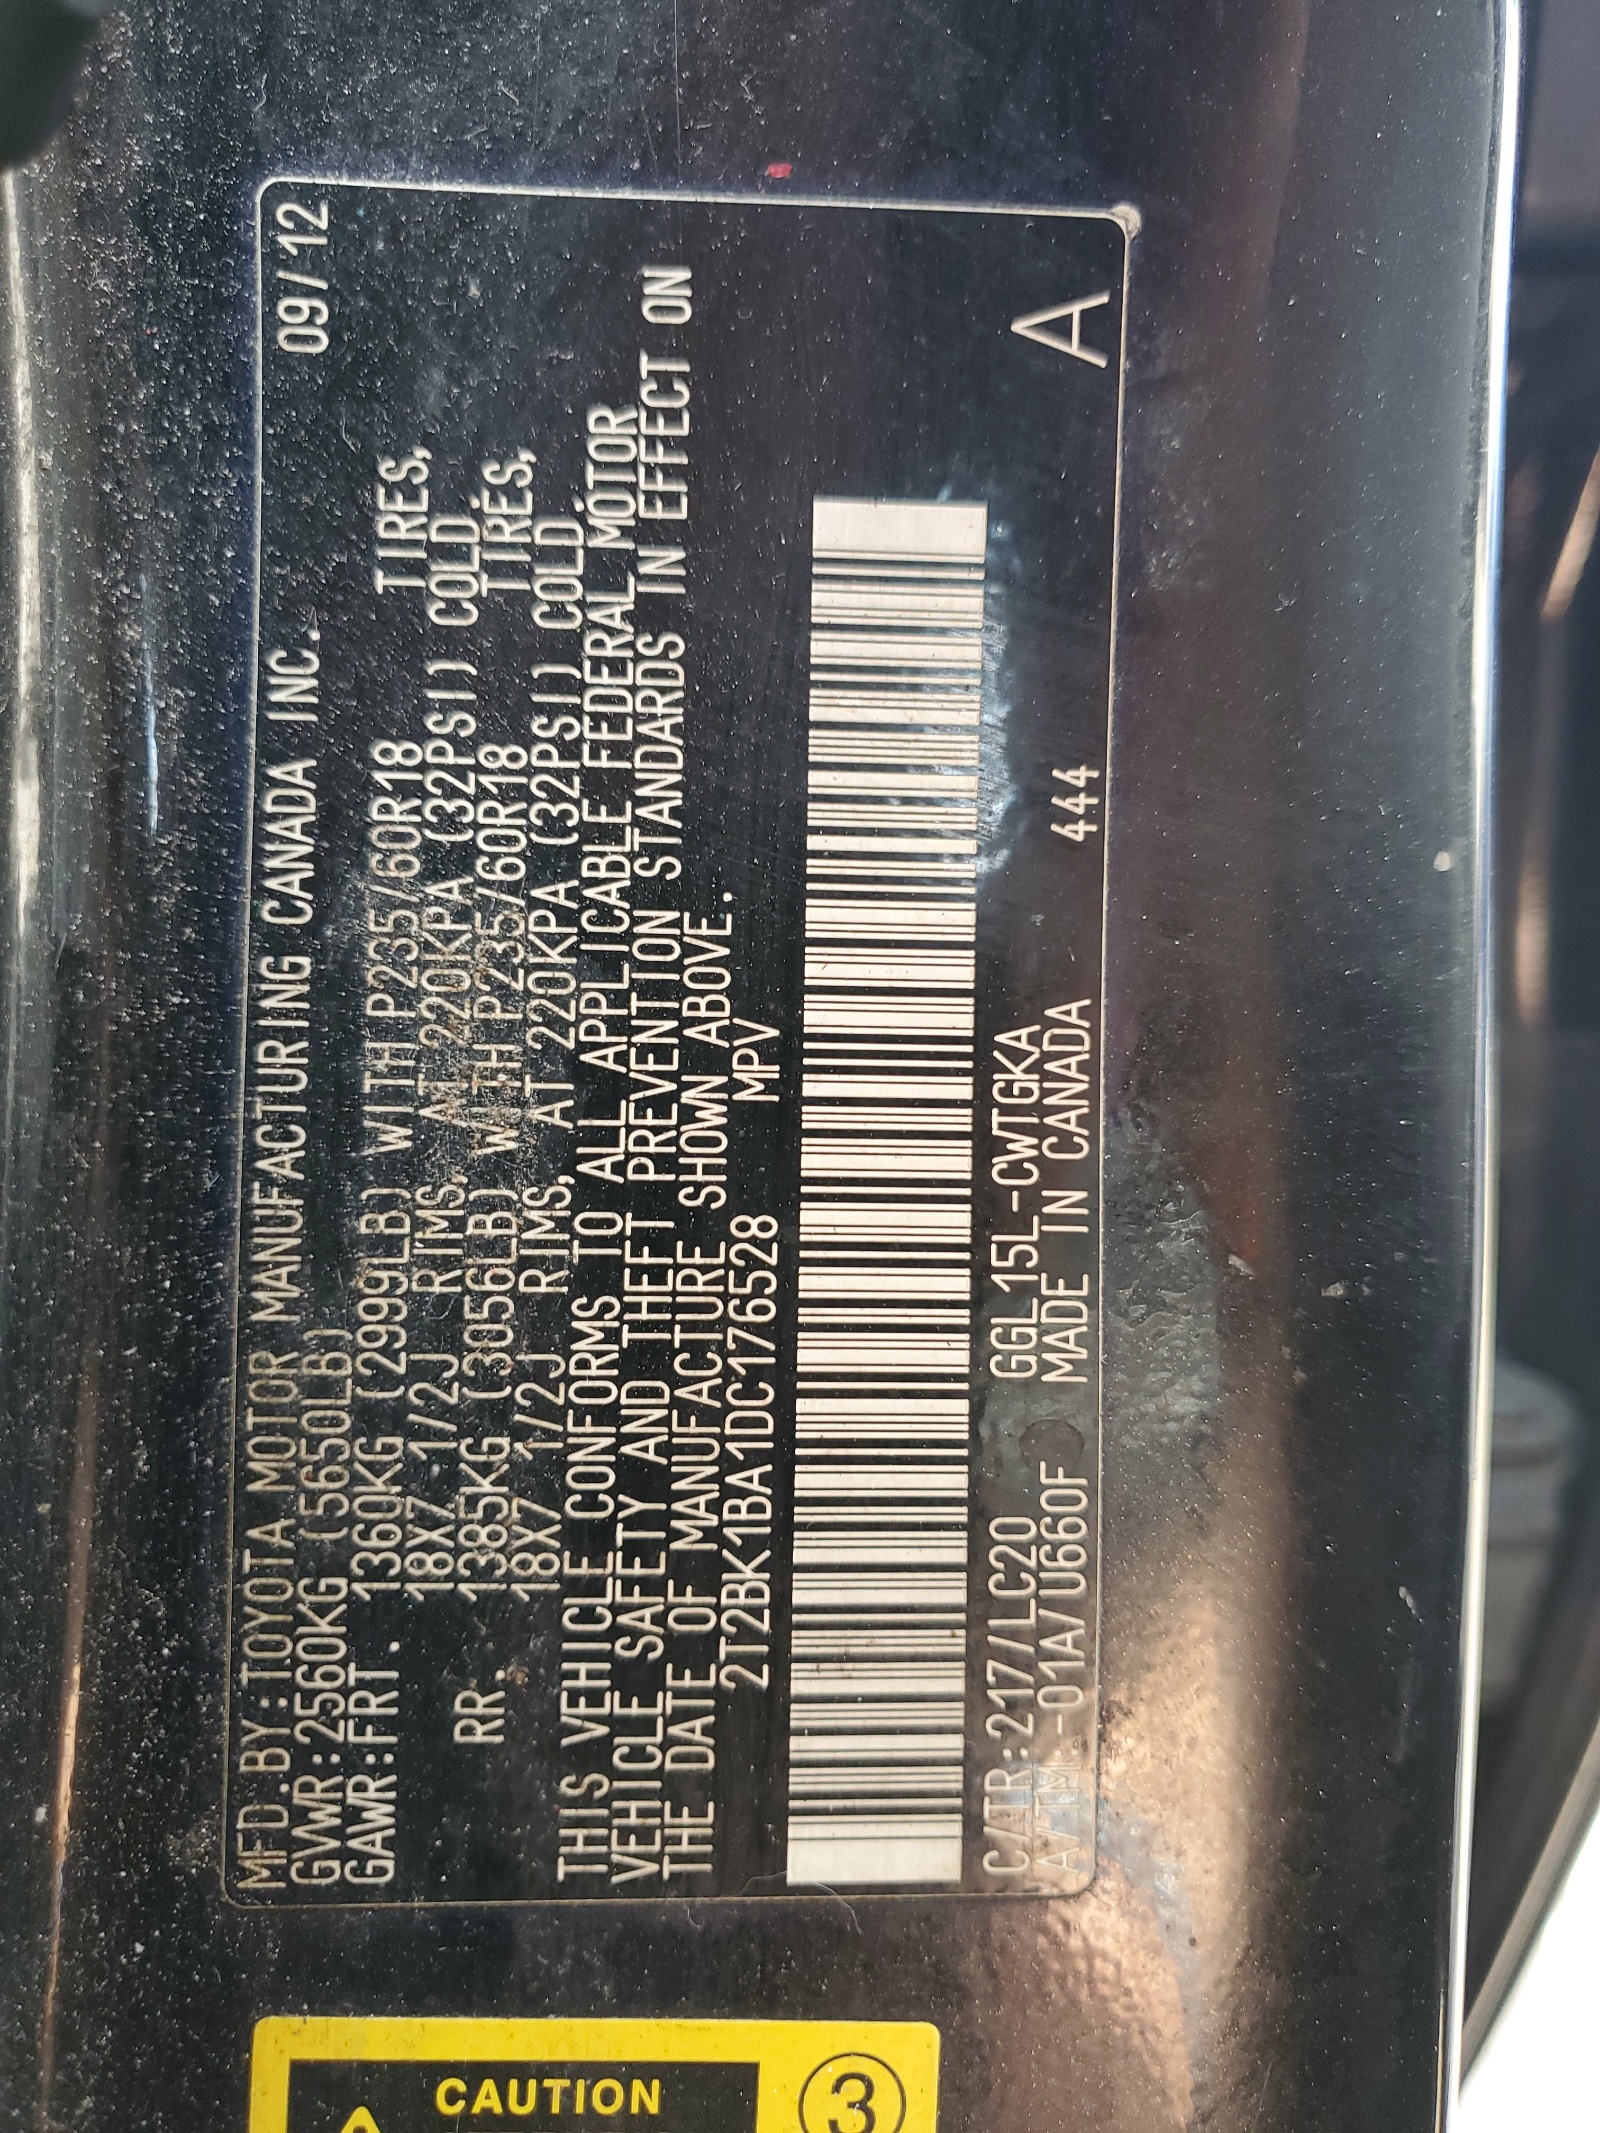 MFD.BY:TOYOTA MOTOR MANUFACTURING CANADA INC. 09/12
GVWR:2560KG (5650LB)
GAWR:FRT. 1360KG (2999LB) WITH P235/60R18 TIRES,
18X7 1/2J RIMS, AT 220KPA (32PSI) COLD
RR. 1385KG (3056LB) WITH P235/60R18 TIRES,
18X7 1/2J RIMS, AT 220KPA (32PSI) COLD
THIS VEHICLE CONFORMS TO ALL APPLICABLE FEDERAL MOTOR
VEHICLE SAFETY AND THEFT PREVENTION STANDARDS IN EFFECT ON
THE DATE OF MANUFACTURE SHOWN ABOVE.
2T2BK1BA1DC176528 MPV
C/TR:217/LC20 GGL15L-CWTGKA
A/TM:-01A/U660F MADE IN CANADA 444
A
CAUTION
3